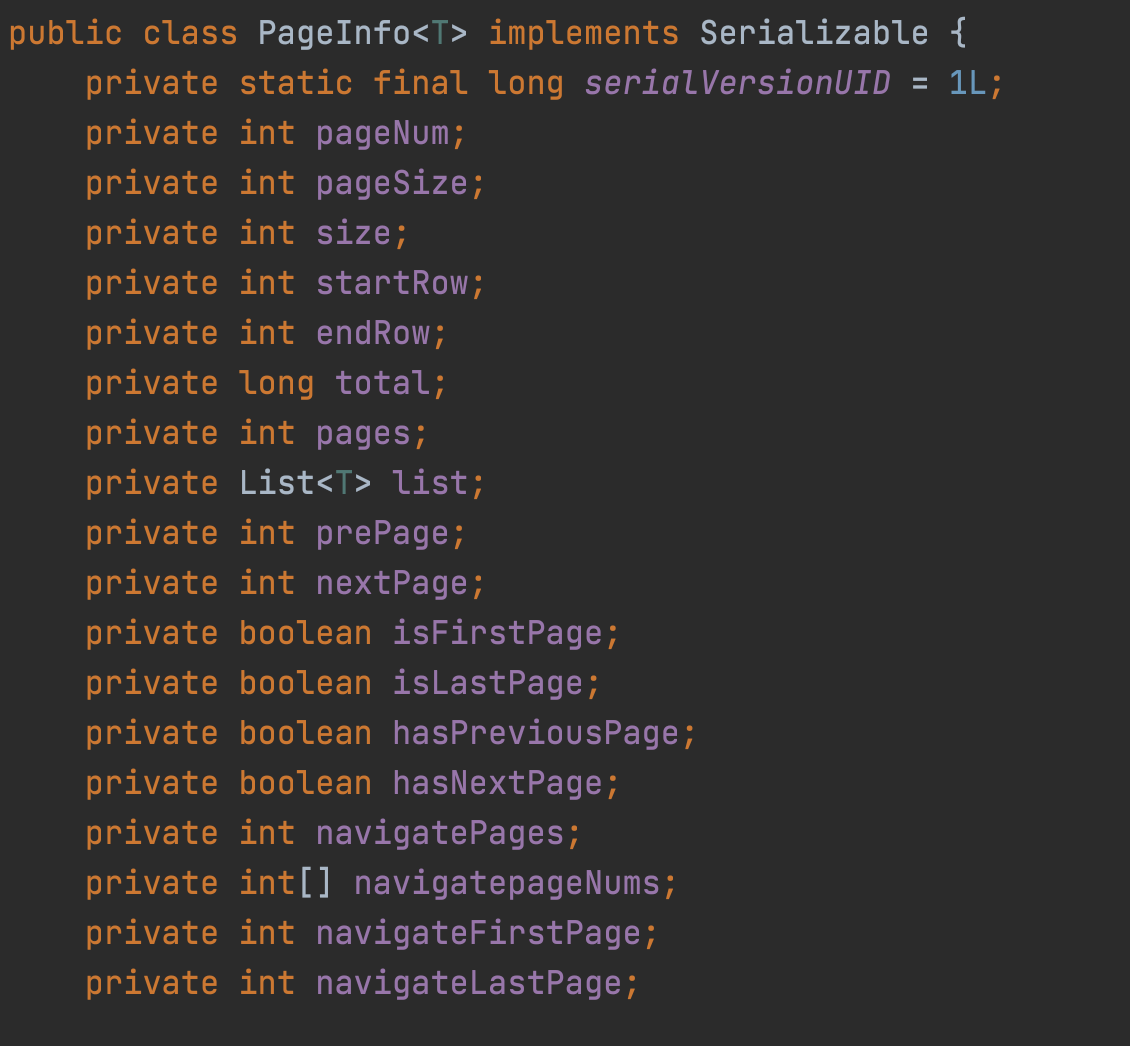 public class PageInfo<T> implements Serializable {
    private static final long serialVersionUID = 1L;
    private int pageNum;
    private int pageSize;
    private int size;
    private int startRow;
    private int endRow;
    private long total;
    private int pages;
    private List<T> list;
    private int prePage;
    private int nextPage;
    private boolean isFirstPage;
    private boolean isLastPage;
    private boolean hasPreviousPage;
    private boolean hasNextPage;
    private int navigatePages;
    private int[] navigatepageNums;
    private int navigateFirstPage;
    private int navigateLastPage;